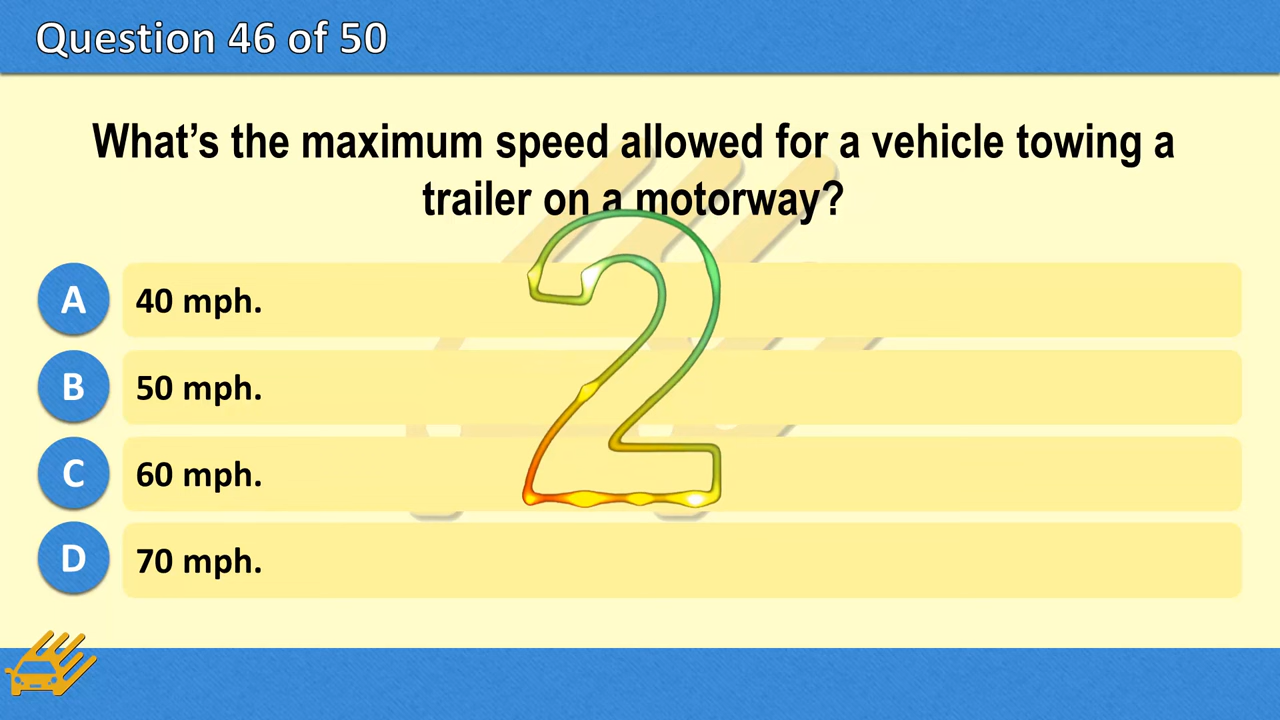 Question 46 of 50
What’s the maximum speed allowed for a vehicle towing a
trailer on a motorway?
A
40 mph.
B
50 mph.
C
60 mph.
D
70 mph.
2